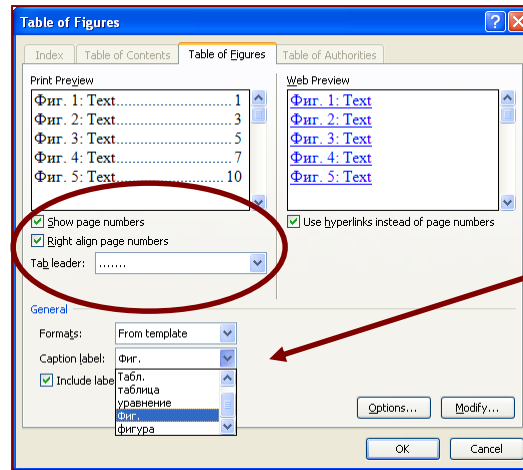 Table of Figures
Index Table of Contents Table of Figures Table of Authorities
Print Preview
Фиг. 1: Text.....................................1
Фиг. 2: Text.....................................3
Фиг. 3: Text.....................................5
Фиг. 4: Text.....................................7
Фиг. 5: Text...................................10
Web Preview
Фиг. 1: Text
Фиг. 2: Text
Фиг. 3: Text
Фиг. 4: Text
Фиг. 5: Text
Show page numbers
Right align page numbers
Tab leader: .......
Use hyperlinks instead of page numbers
General
Formats: From template
Caption label: Фиг.
Include labe
Табл.
таблица
уравнение
Фиг.
фигура
Options... Modify...
OK Cancel